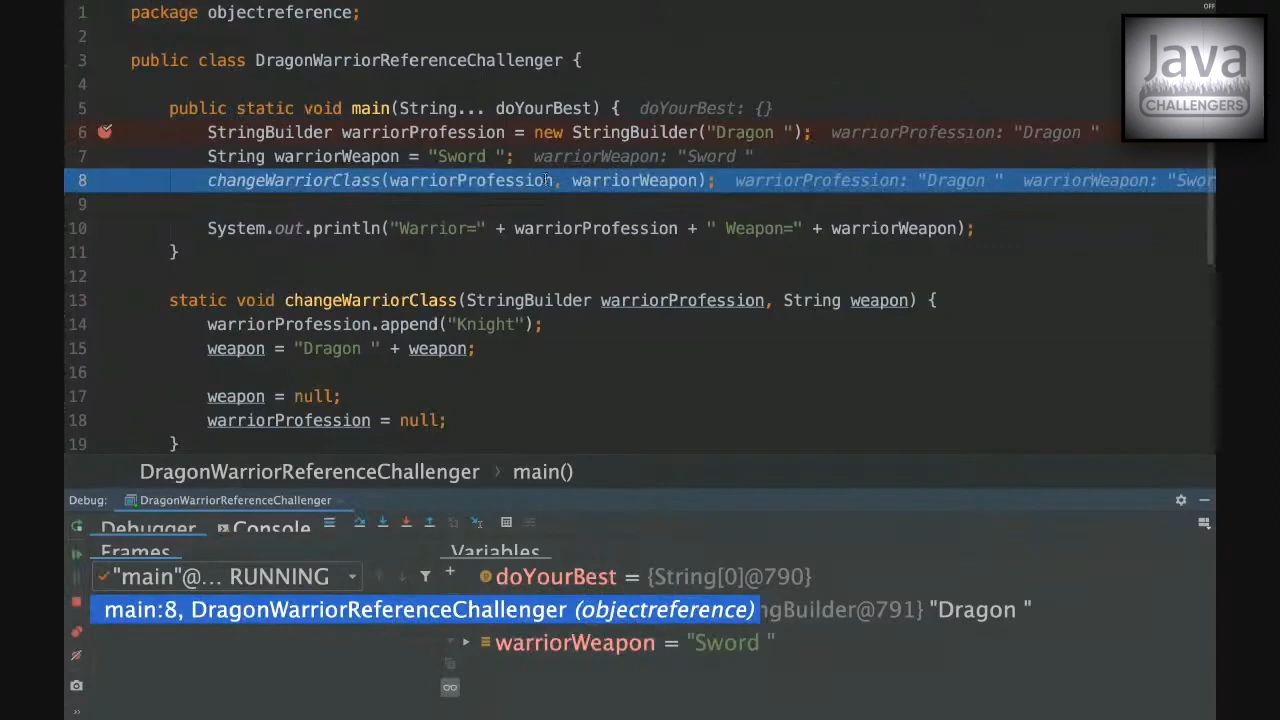 OFF
Java
CHALLENGERS
1 package objectreference;
2
3 public class DragonWarriorReferenceChallenger {
4
5 public static void main(String... doYourBest) { doYourBest: {}
6 StringBuilder warriorProfession = new StringBuilder("Dragon "); warriorProfession: "Dragon "
7 String warriorWeapon = "Sword "; warriorWeapon: "Sword "
8 changeWarriorClass(warriorProfession, warriorWeapon); warriorProfession: "Dragon " warriorWeapon: "Swor
9
10 System.out.println("Warrior=" + warriorProfession + " Weapon=" + warriorWeapon);
11 }
12
13 static void changeWarriorClass(StringBuilder warriorProfession, String weapon) {
14 warriorProfession.append("Knight");
15 weapon = "Dragon " + weapon;
16
17 weapon = null;
18 warriorProfession = null;
19 }
DragonWarriorReferenceChallenger › main()
Debug: DragonWarriorReferenceChallenger
Debugger Console
Frames Variables
"main"@... RUNNING doYourBest = {String[0]@790}
main:8, DragonWarriorReferenceChallenger (objectreference) ngBuilder@791} "Dragon "
warriorWeapon = "Sword "